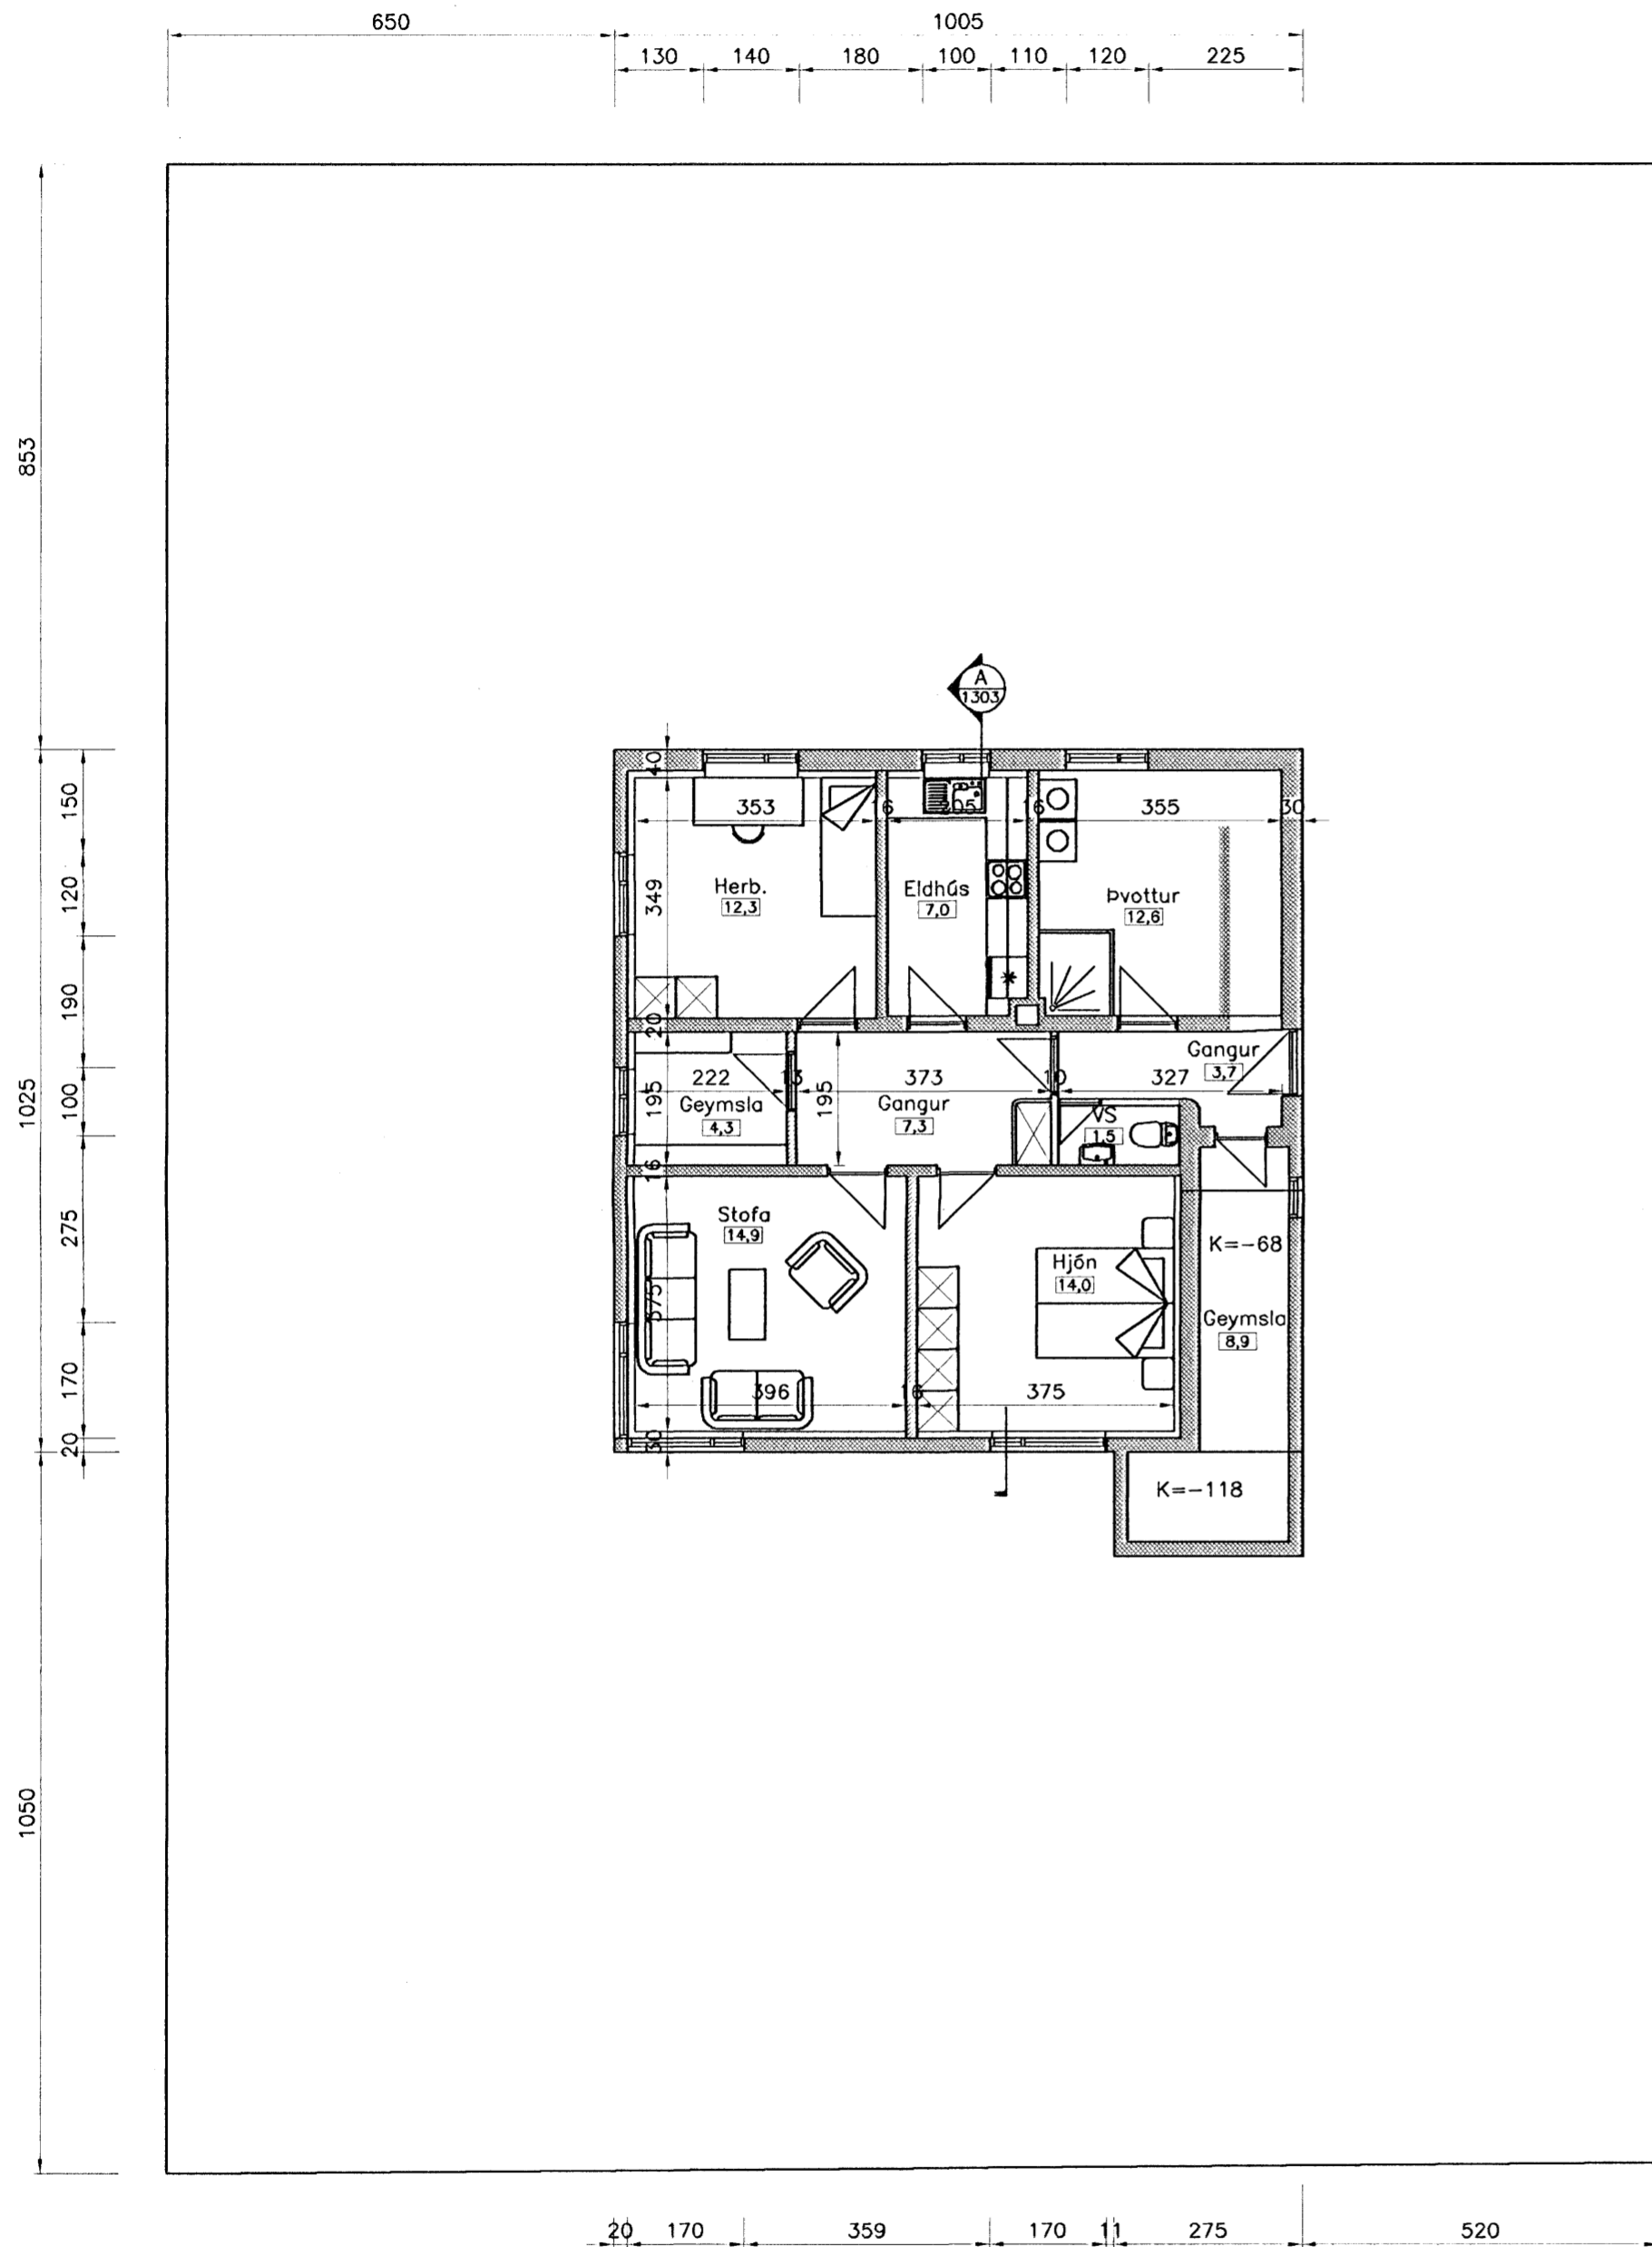 650 1005
130 140 180 100 110 120 225
853
1025
1050
150
120
190
100
275
170
20
A
1303
40
353 16 205 16 355 30
349
Herb.
12,3
Eldhús
7,0
Þvottur
12,6
20
Gangur
3,7
222 13 373 10 327
195
195
Geymsla
4,3
Gangur
7,3
VS
1,5
16
Stofa
14,9
K=-68
Hjón
14,0
375
Geymsla
8,9
396 16 375
30
K=-118
20 170 359 170 11 275 520